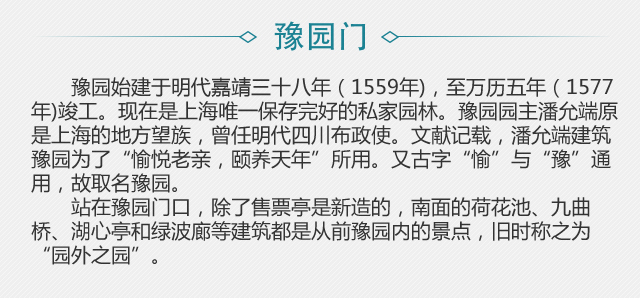 豫园门
豫园始建于明代嘉靖三十八年（1559年)，至万历五年（1577
年)竣工。现在是上海唯一保存完好的私家园林。豫园园主潘允端原
是上海的地方望族，曾任明代四川布政使。文献记载，潘允端建筑
豫园为了“愉悦老亲，颐养天年”所用。又古字“愉”与“豫”通
用，故取名豫园。
站在豫园门口，除了售票亭是新造的，南面的荷花池、九曲
桥、湖心亭和绿波廊等建筑都是从前豫园内的景点，旧时称之为
“园外之园”。